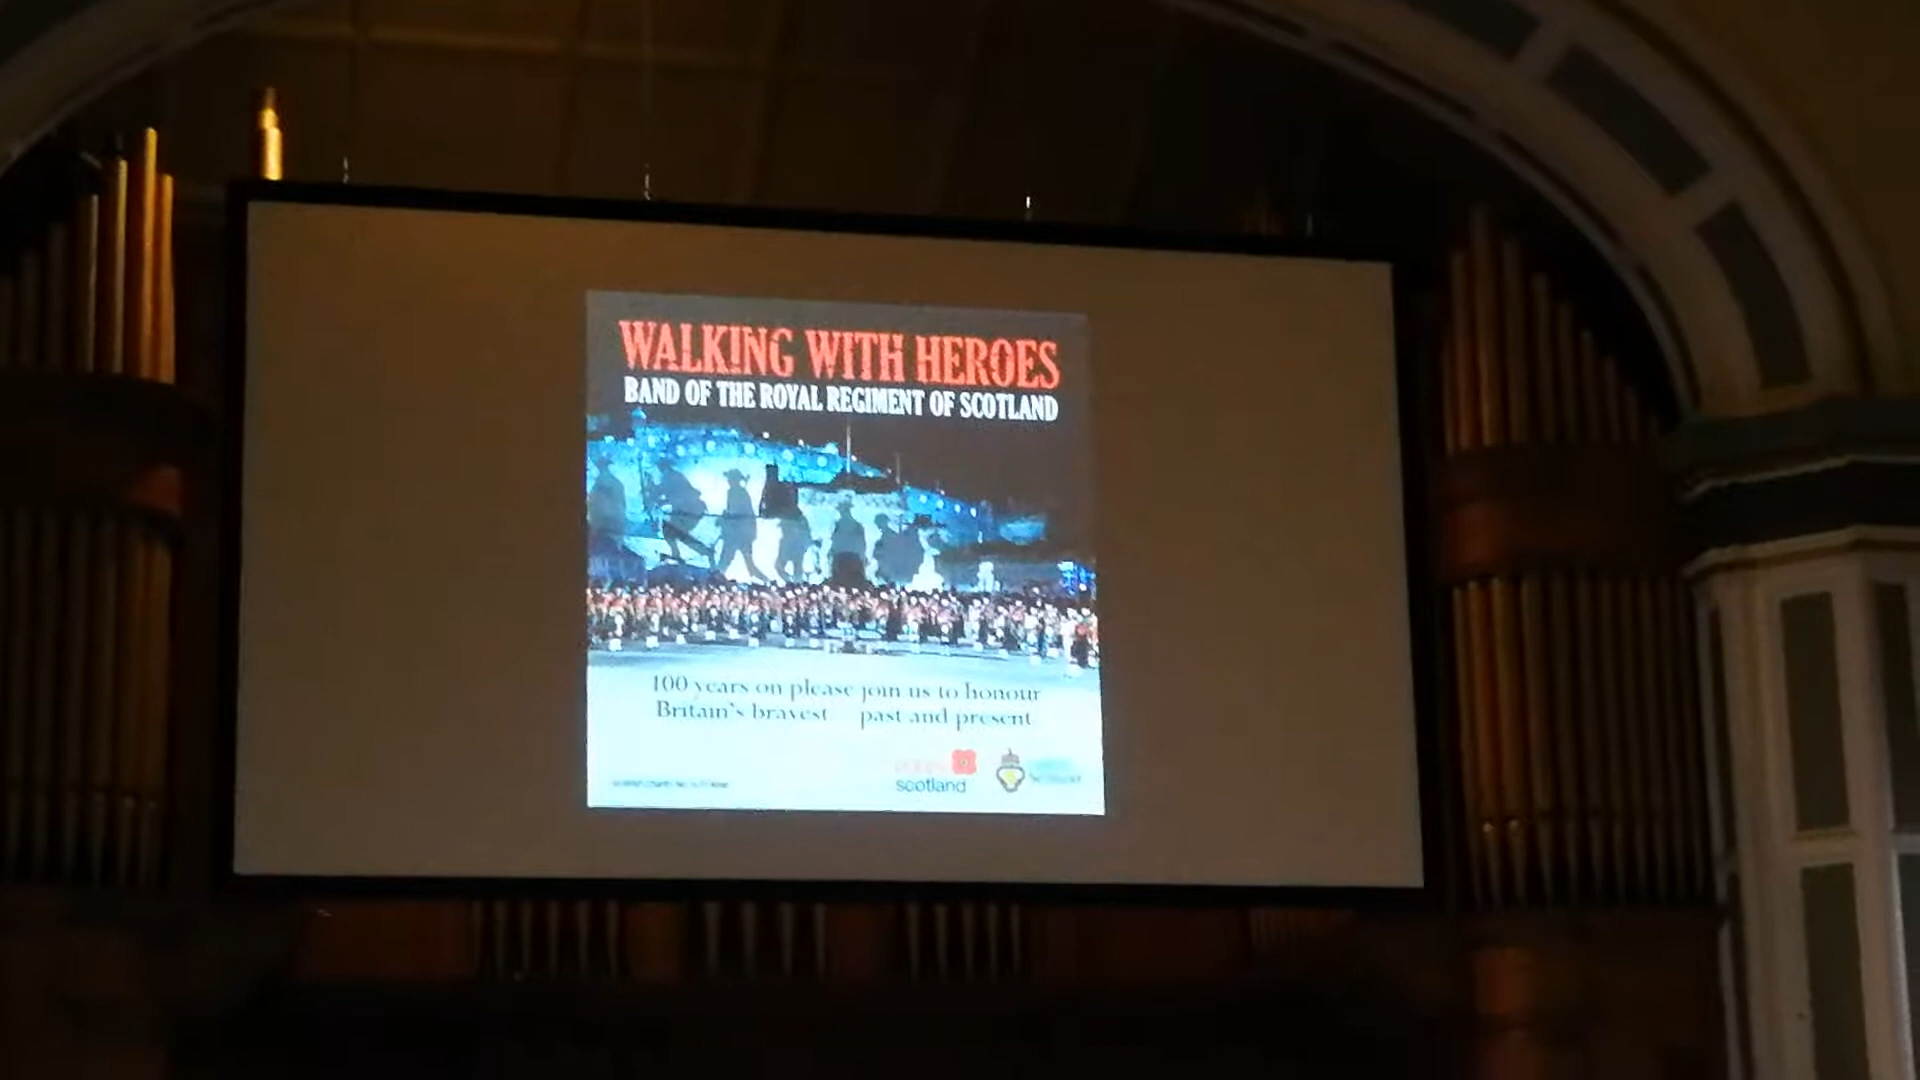 WALKING WITH HEROES
BAND OF THE ROYAL REGIMENT OF SCOTLAND
100 years on please join us to honour
Britain's bravest past and present
scotland